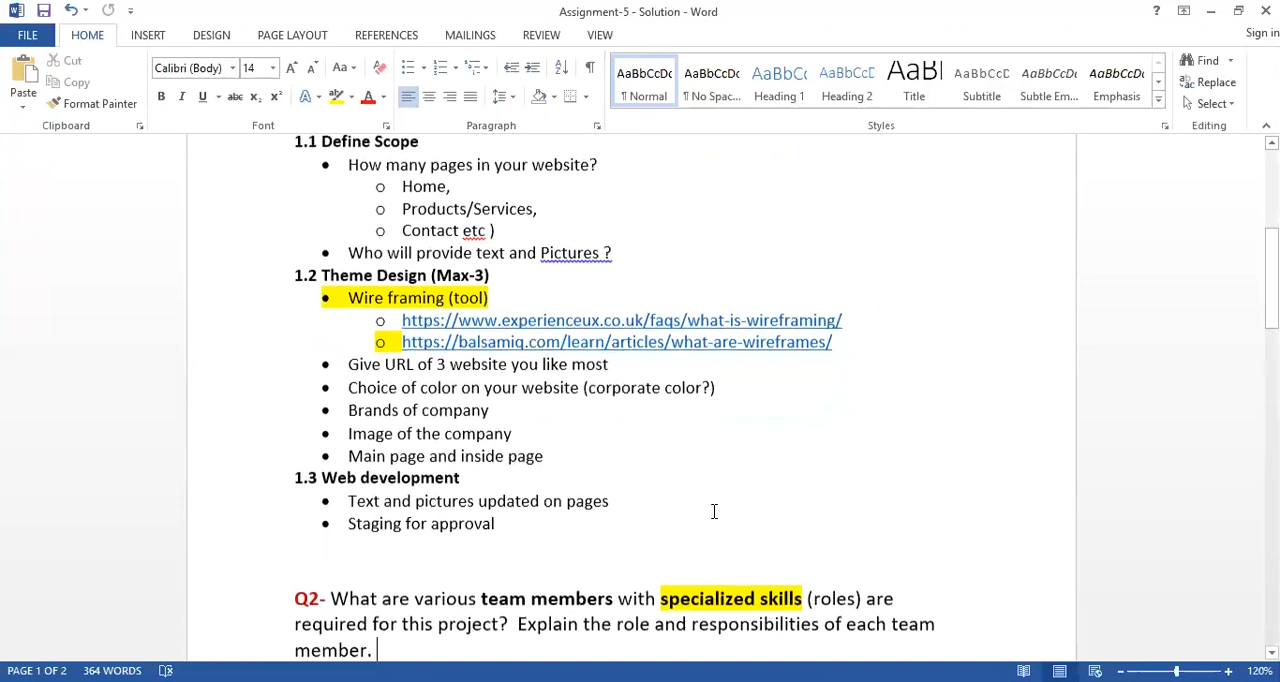 Assignment-5 - Solution - Word
Sign in
FILE HOME INSERT DESIGN PAGE LAYOUT REFERENCES MAILINGS REVIEW VIEW
Paste
Cut
Copy
Format Painter
Clipboard
Calibri (Body) 14
Font
Paragraph
AaBbCcDc AaBbCcDc AaBbCc AaBbCcDc AaBl AaBbCcDc AaBbCcDc AaBbCcDc
¶ Normal ¶ No Spac... Heading 1 Heading 2 Title Subtitle Subtle Em... Emphasis
Styles
Find
Replace
Select
Editing
1.1 Define Scope
• How many pages in your website?
o Home,
o Products/Services,
o Contact etc )
• Who will provide text and Pictures ?
1.2 Theme Design (Max-3)
• Wire framing (tool)
o https://www.experienceux.co.uk/faqs/what-is-wireframing/
o https://balsamiq.com/learn/articles/what-are-wireframes/
• Give URL of 3 website you like most
• Choice of color on your website (corporate color?)
• Brands of company
• Image of the company
• Main page and inside page
1.3 Web development
• Text and pictures updated on pages
• Staging for approval
Q2- What are various team members with specialized skills (roles) are
required for this project? Explain the role and responsibilities of each team
member.
PAGE 1 OF 2 364 WORDS 120%